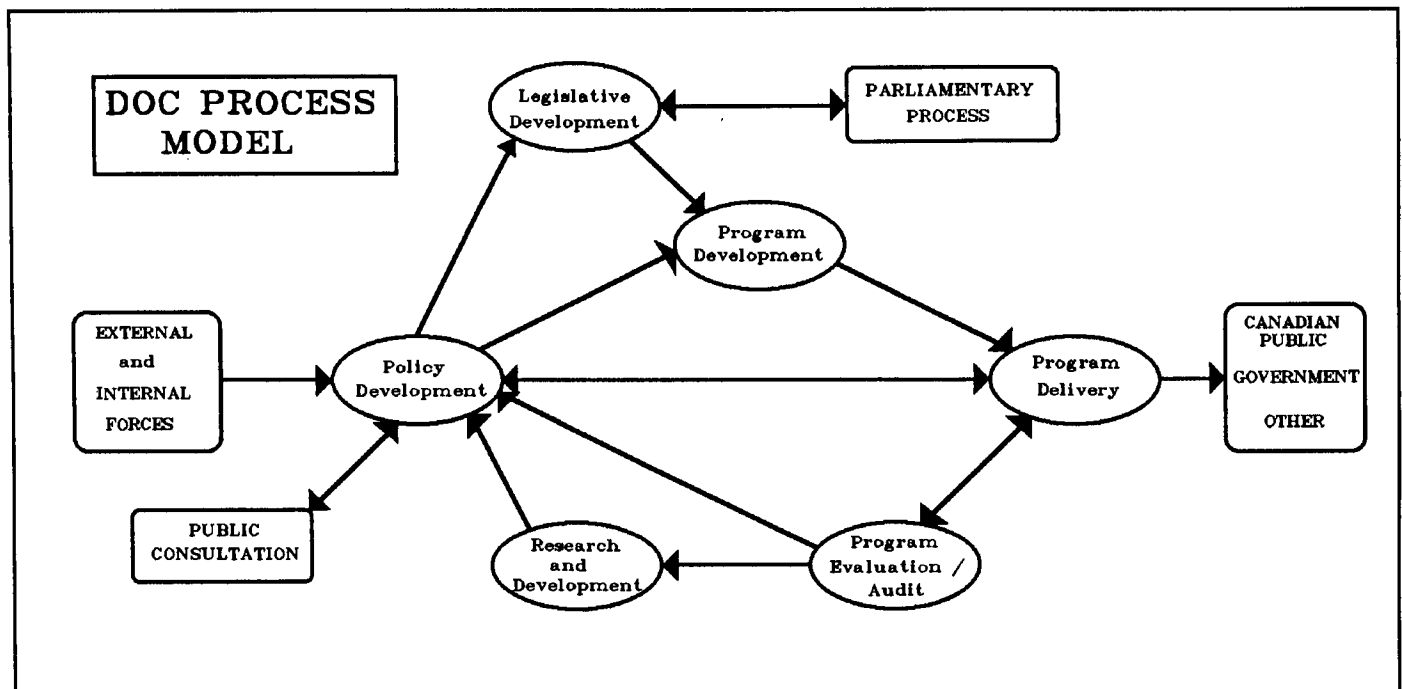 DOC PROCESS
MODEL
Legislative
Development
PARLIAMENTARY
PROCESS
Program
Development
EXTERNAL
and
INTERNAL
FORCES
Policy
Development
Program
Delivery
CANADIAN
PUBLIC
GOVERNMENT
OTHER
PUBLIC
CONSULTATION
Research
and
Development
Program
Evaluation /
Audit